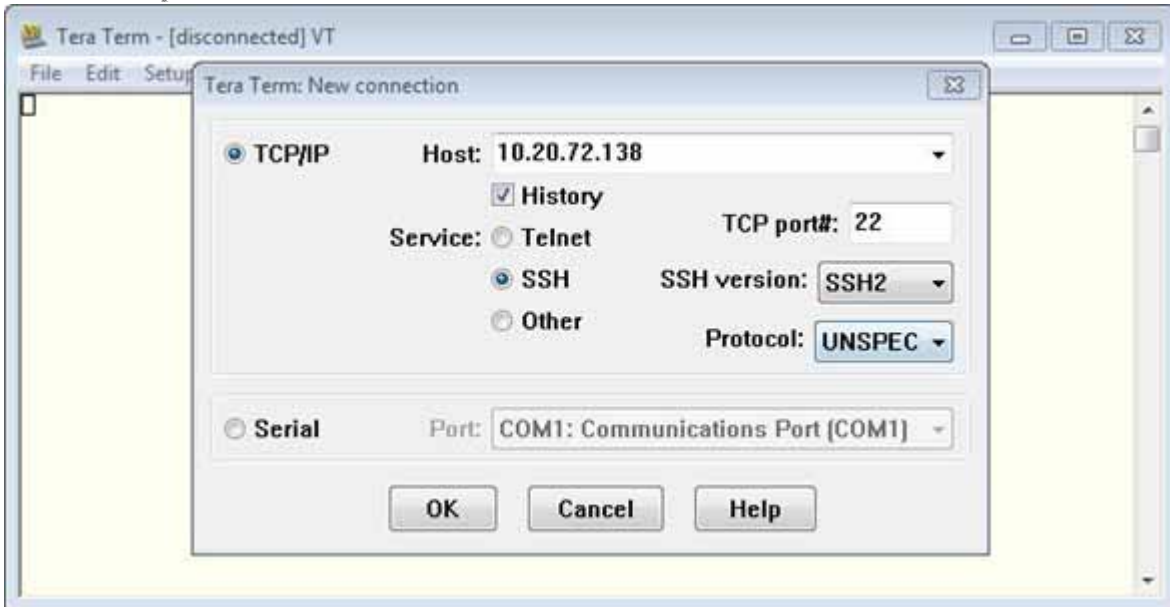 Tera Term - [disconnected] VT
File Edit Setup
Tera Term: New connection
TCP/IP
Host: 10.20.72.138
History
Service: Telnet
TCP port#: 22
SSH
SSH version: SSH2
Other
Protocol: UNSPEC
Serial
Port: COM1: Communications Port (COM1)
OK Cancel Help